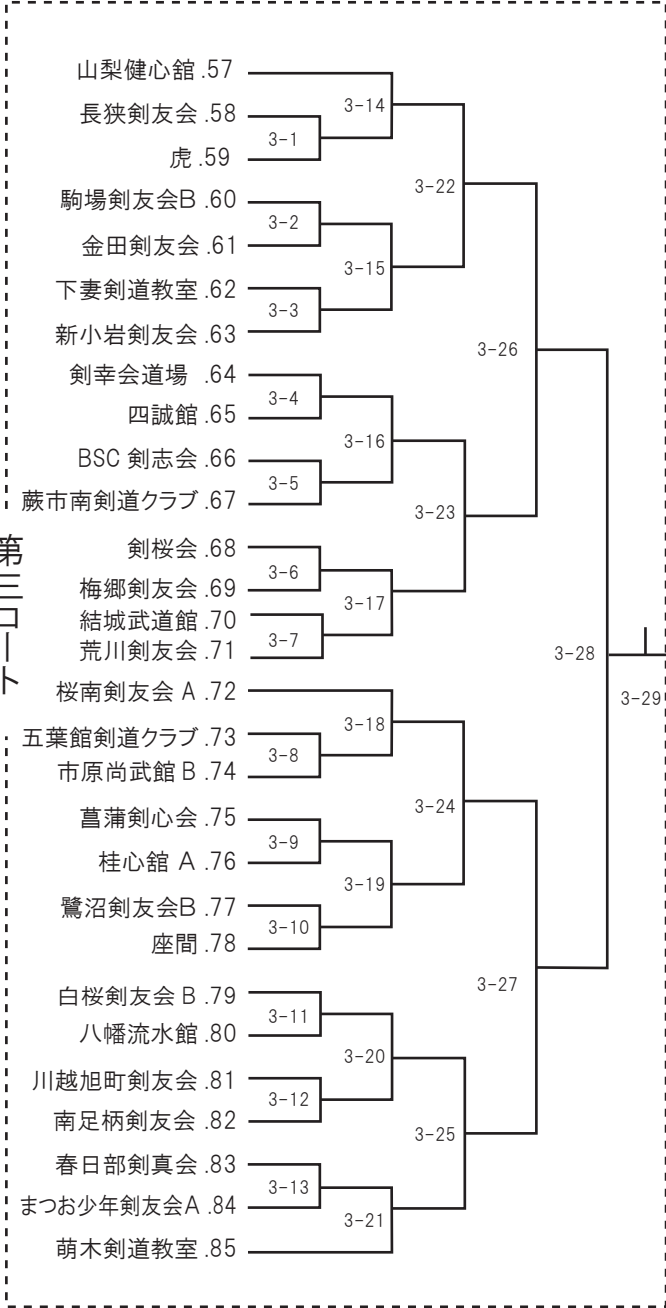 山梨健心舘 .57
長狭剣友会 .58
虎 .59
駒場剣友会B .60
金田剣友会 .61
下妻剣道教室 .62
新小岩剣友会 .63
剣幸会道場 .64
四誠館 .65
BSC 剣志会 .66
蕨市南剣道クラブ .67
剣桜会 .68
梅郷剣友会 .69
結城武道館 .70
荒川剣友会 .71
桜南剣友会 A .72
五葉館剣道クラブ .73
市原尚武館 B .74
菖蒲剣心会 .75
桂心舘 A .76
鷺沼剣友会B .77
座間 .78
白桜剣友会 B .79
八幡流水館 .80
川越旭町剣友会 .81
南足柄剣友会 .82
春日部剣真会 .83
まつお少年剣友会A .84
萌木剣道教室 .85
第三コート
3-1
3-2
3-3
3-4
3-5
3-6
3-7
3-8
3-9
3-10
3-11
3-12
3-13
3-14
3-15
3-16
3-17
3-18
3-19
3-20
3-21
3-22
3-23
3-24
3-25
3-26
3-27
3-28
3-29